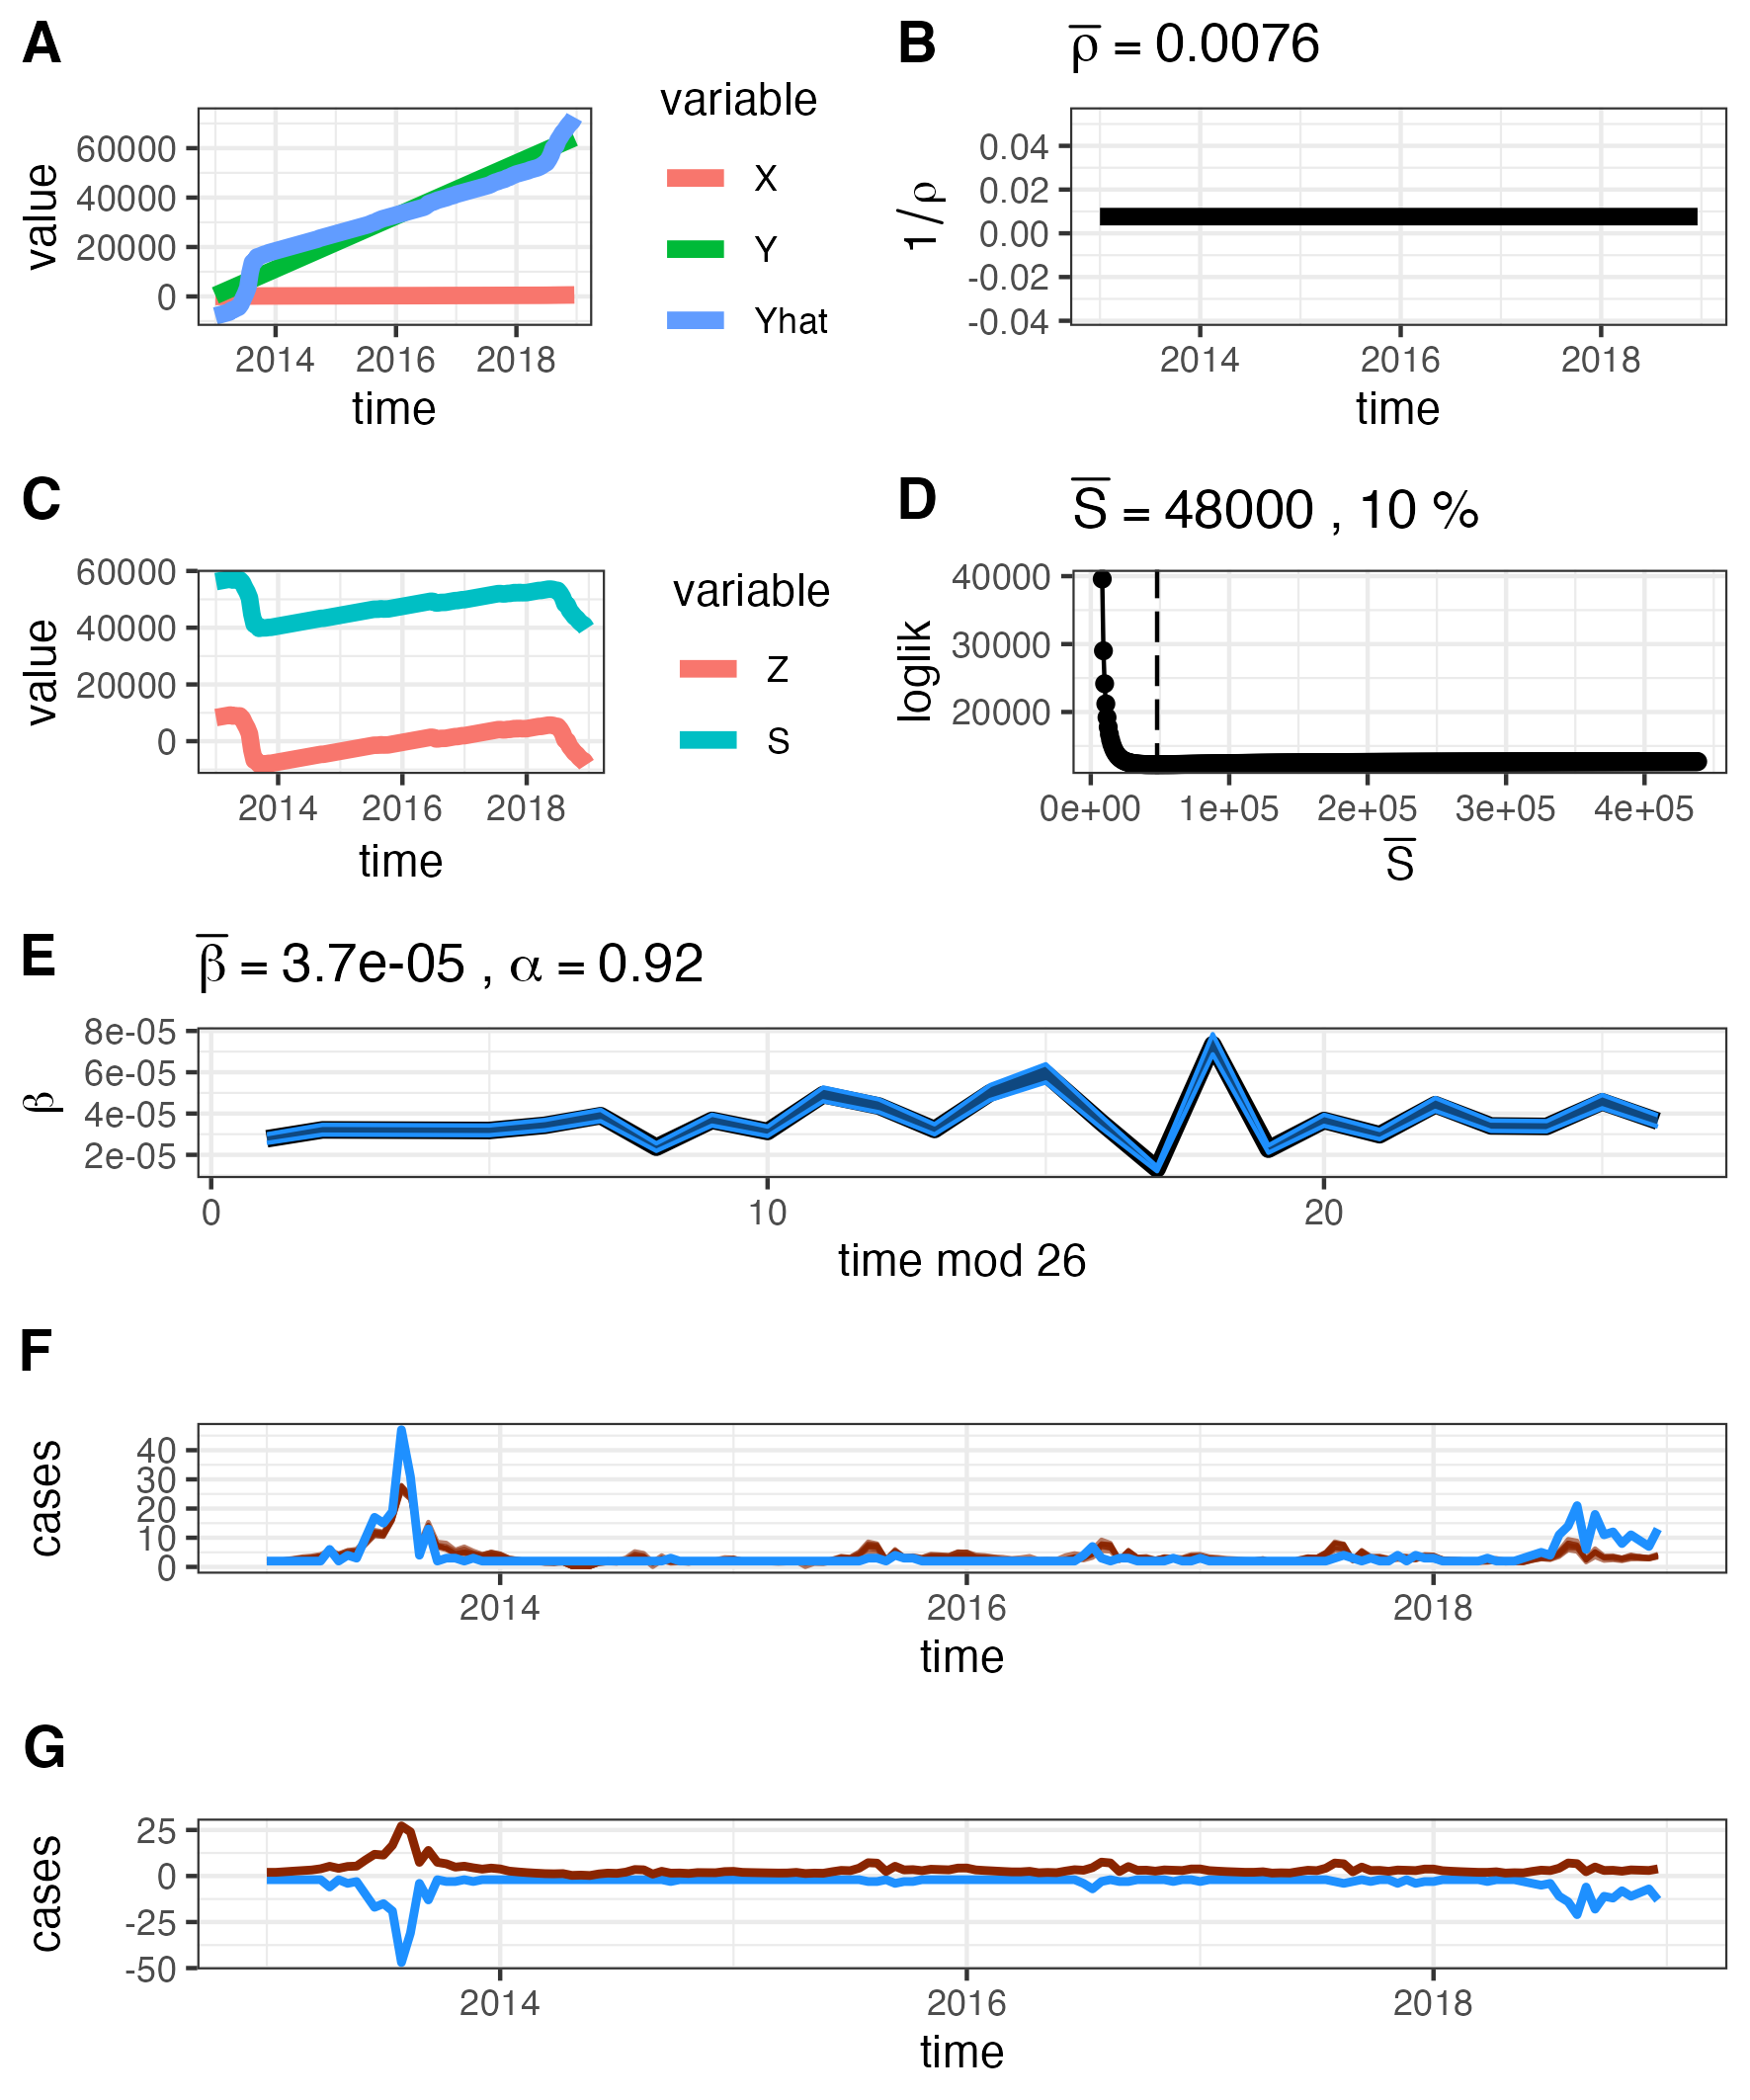 A
variable
X
Y
Yhat
value
60000
40000
20000
0
2014 2016 2018
time
B
ρ̅ = 0.0076
1/ρ
0.04
0.02
0.00
-0.02
-0.04
2014 2016 2018
time
C
variable
Z
S
value
60000
40000
20000
0
2014 2016 2018
time
D
S̅ = 48000 , 10 %
loglik
40000
30000
20000
0e+00 1e+05 2e+05 3e+05 4e+05
S̅
E
β̅ = 3.7e-05 , α = 0.92
β
8e-05
6e-05
4e-05
2e-05
0 10 20
time mod 26
F
cases
40
30
20
10
0
2014 2016 2018
time
G
cases
25
0
-25
-50
2014 2016 2018
time